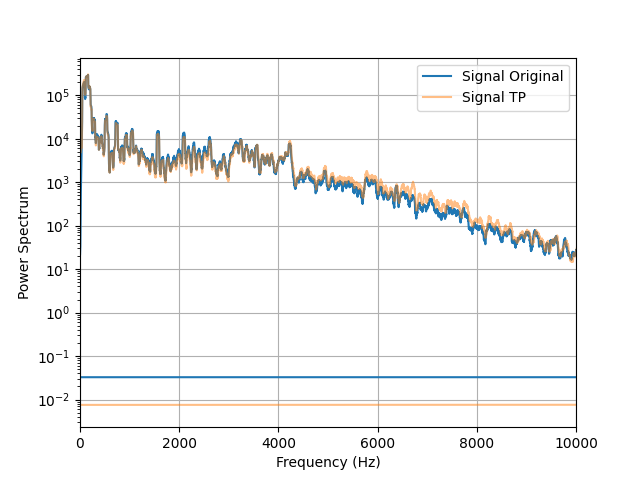 Signal Original
Signal TP
Power Spectrum
10⁵
10⁴
10³
10²
10¹
10⁰
10⁻¹
10⁻²
0 2000 4000 6000 8000 10000
Frequency (Hz)